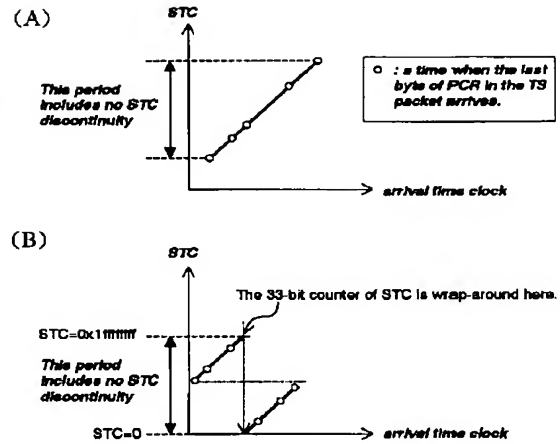 (A)
STC
This period
includes no STC
discontinuity
o : a time when the last
byte of PCR in the TS
packet arrives.
arrival time clock
(B)
STC
The 33-bit counter of STC is wrap-around here.
STC=0x1ffffffff
This period
includes no STC
discontinuity
STC=0
arrival time clock